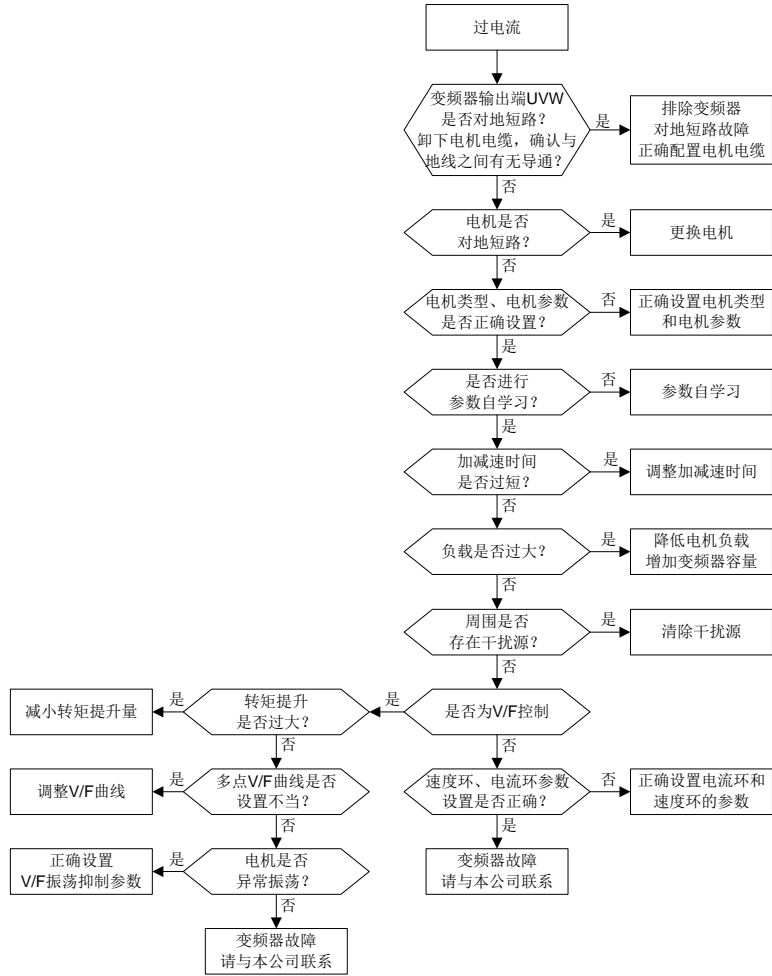 过电流
变频器输出端UVW
是否对地短路？
卸下电机电�，确认与
地线之间有无导通？
是
排除变频器
对地短路故障
正确配置电机电缆
否
电机是否
对地短路？
是
更换电机
否
电机类型、电机参数
是否正确设置？
否
正确设置电机类型
和电机参数
是
是否进行
参数自学习？
否
参数自学习
是
加减速时间
是否过短？
是
调整加减速时间
否
负载是否过大？
是
降低电机负载
增加变频器容量
否
周围是否
存在干扰源？
是
清除干扰源
否
是否为V/F控制
是
转矩提升
是否过大？
是
减小转矩提升量
否
多点V/F曲线是否
设置不当？
是
调整V/F曲线
否
电机是否
异常振荡？
是
正确设置
V/F振荡抑制参数
否
变频器故障
请与本公司联系
否
速度环、电流环参数
设置是否正确？
否
正确设置电流环和
速度环的参数
是
变频器故障
请与本公司联系